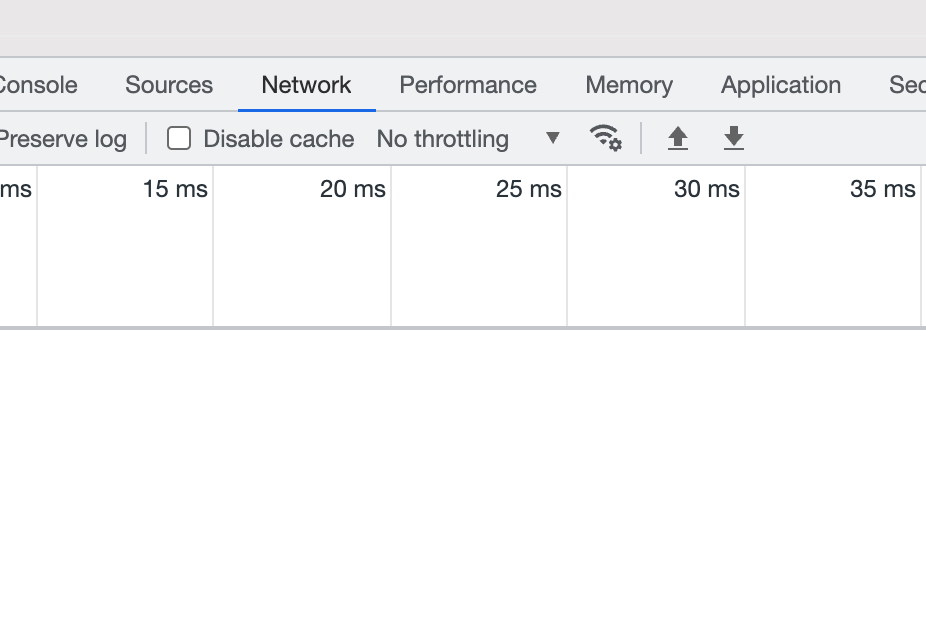 Console Sources Network Performance Memory Application Sec
Preserve log Disable cache No throttling
ms 15 ms 20 ms 25 ms 30 ms 35 ms